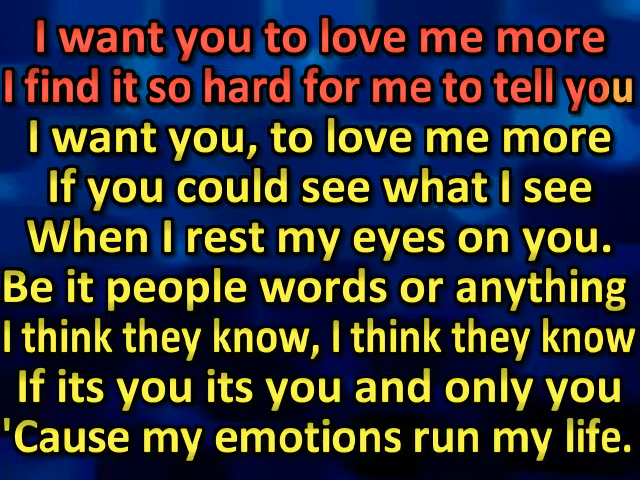 I want you to love me more
I find it so hard for me to tell you
I want you, to love me more
If you could see what I see
When I rest my eyes on you.
Be it people words or anything
I think they know, I think they know
If its you its you and only you
'Cause my emotions run my life.